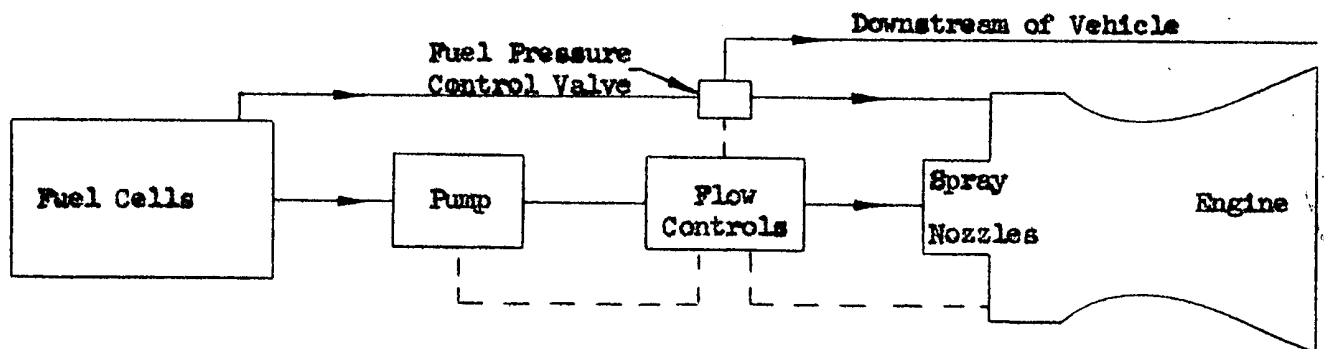 Downstream of Vehicle
Fuel Pressure
Control Valve
Fuel Cells
Pump
Flow
Controls
Spray
Nozzles
Engine